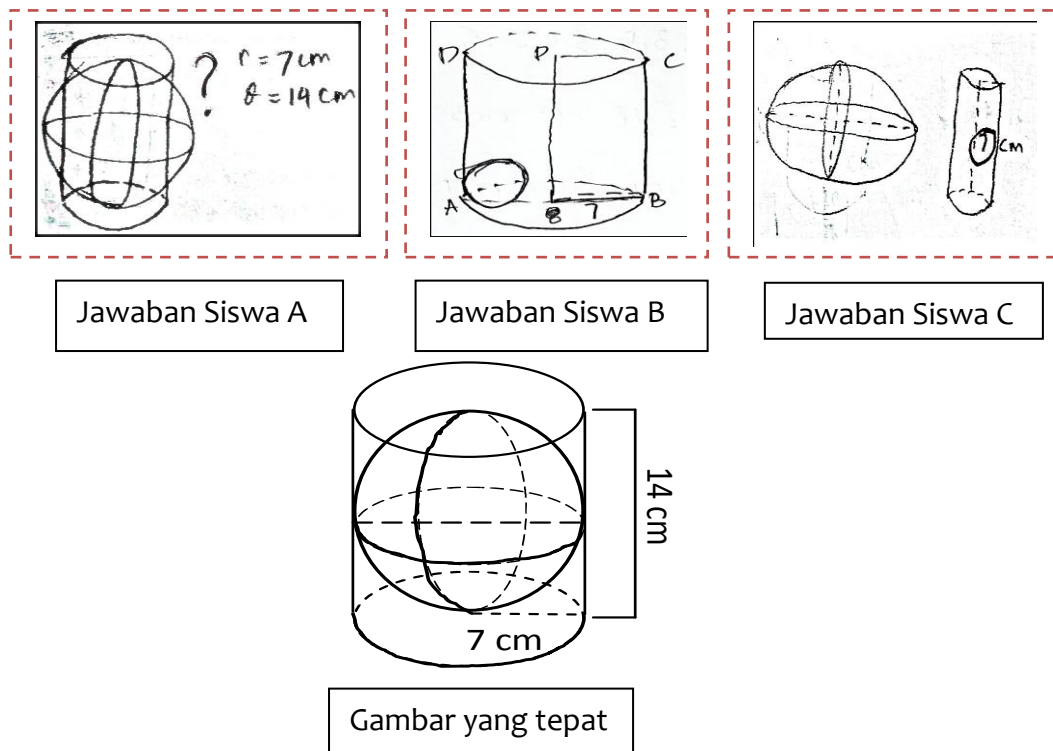 ? r = 7 cm
t = 14 cm
D P C
A 8 7 B
7 cm
Jawaban Siswa A
Jawaban Siswa B
Jawaban Siswa C
14 cm
7 cm
Gambar yang tepat